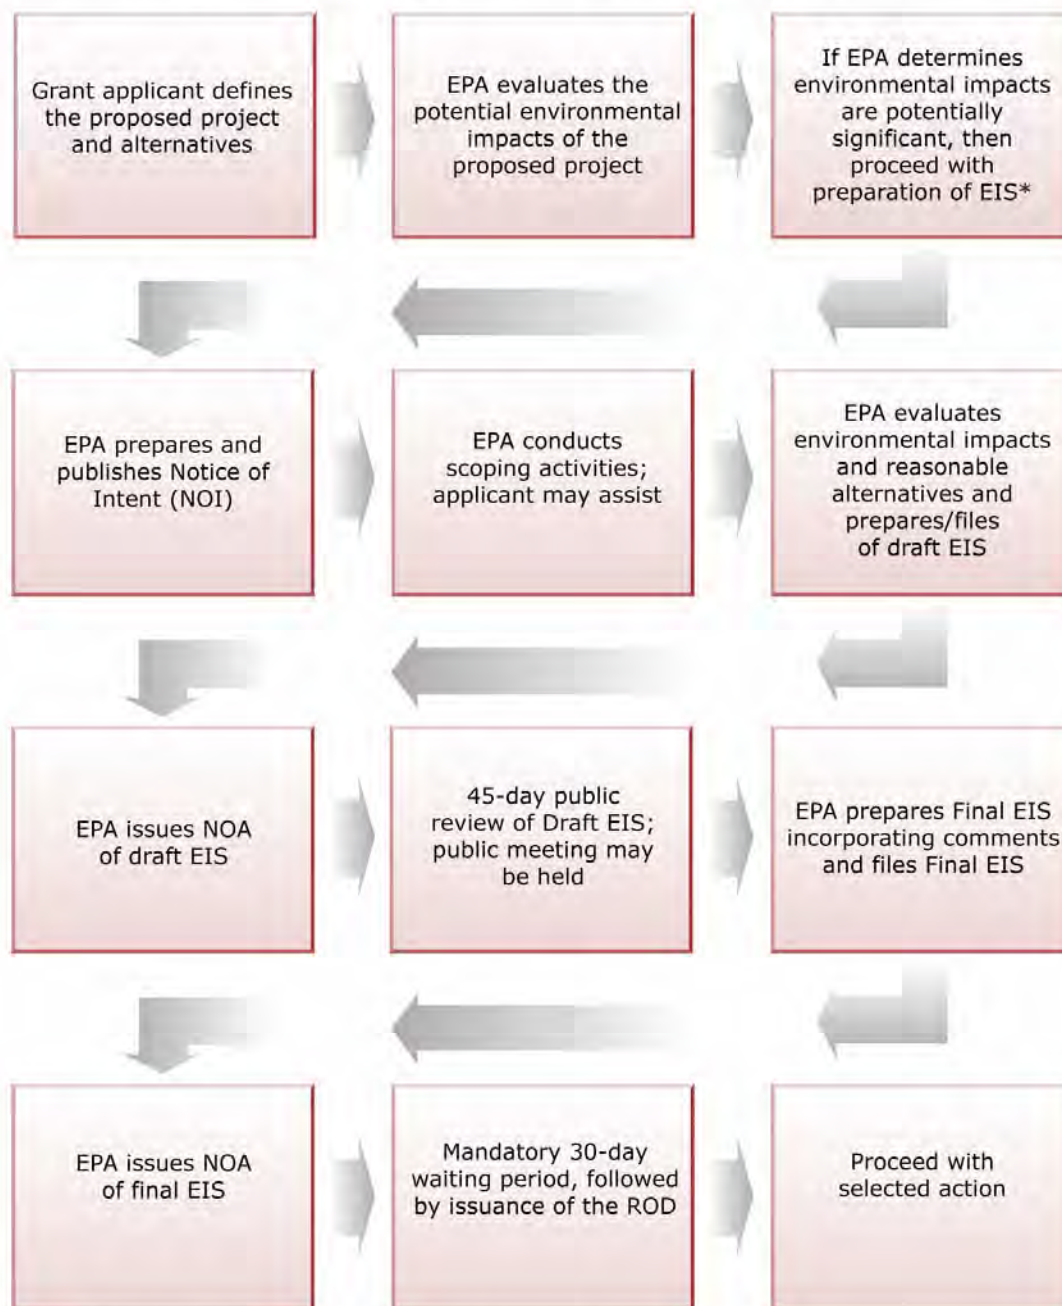 Grant applicant defines
the proposed project
and alternatives
EPA evaluates the
potential environmental
impacts of the
proposed project
If EPA determines
environmental impacts
are potentially
significant, then
proceed with
preparation of EIS*
EPA prepares and
publishes Notice of
Intent (NOI)
EPA conducts
scoping activities;
applicant may assist
EPA evaluates
environmental impacts
and reasonable
alternatives and
prepares/files
of draft EIS
EPA issues NOA
of draft EIS
45-day public
review of Draft EIS;
public meeting may
be held
EPA prepares Final EIS
incorporating comments
and files Final EIS
EPA issues NOA
of final EIS
Mandatory 30-day
waiting period, followed
by issuance of the ROD
Proceed with
selected action